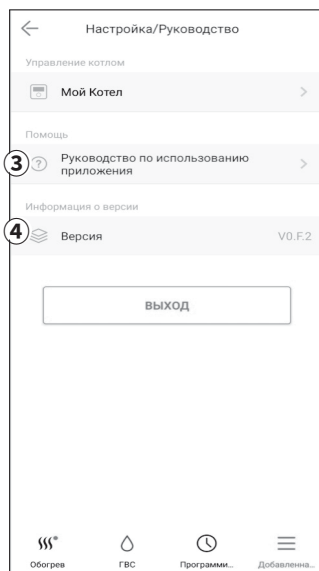 Настройка/Руководство
Управление котлом
Мой Котел
Помощь
3
Руководство по использованию
приложения
Информация о версии
4
Версия
V0.F.2
ВЫХОД
Обогрев
ГВС
Программи...
Добавленна...